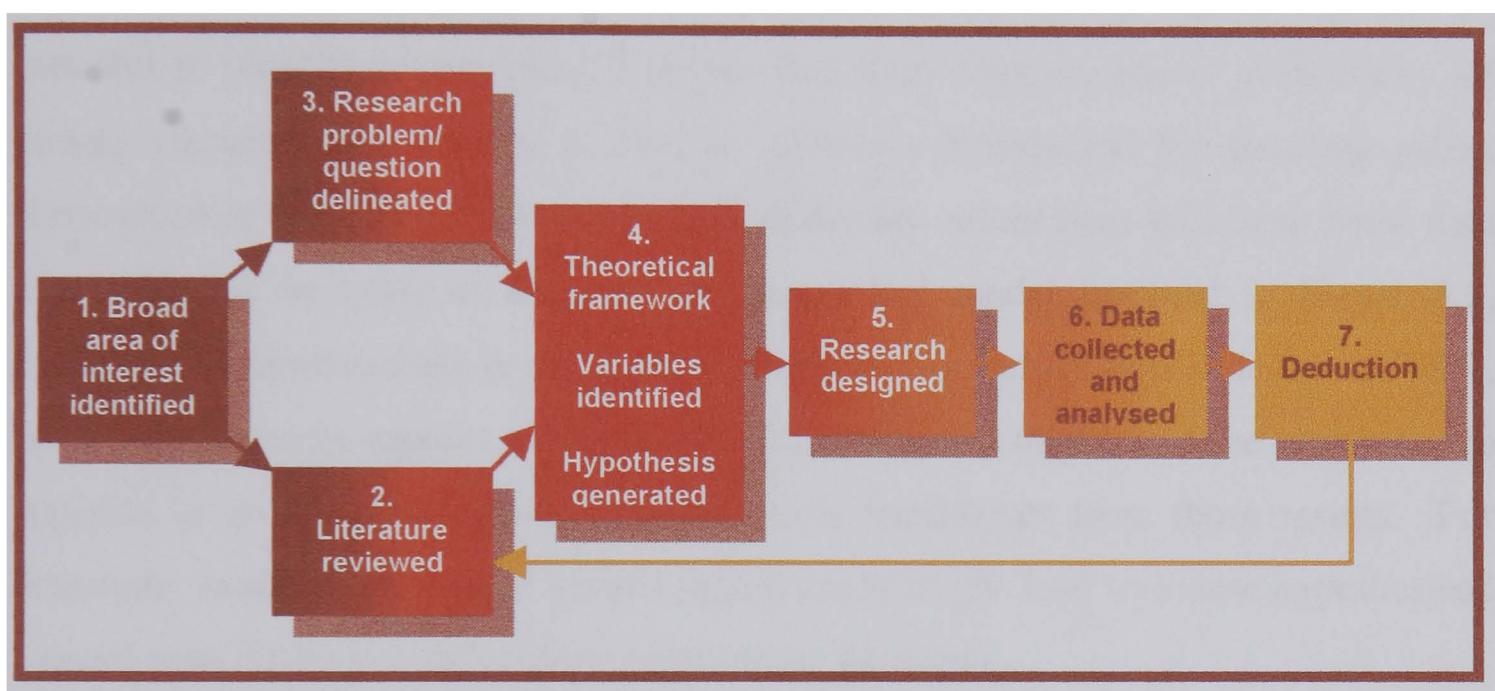 1. Broad
area of
interest
identified
2.
Literature
reviewed
3. Research
problem/
question
delineated
4.
Theoretical
framework
Variables
identified
Hypothesis
generated
5.
Research
designed
6. Data
collected
and
analysed
7.
Deduction